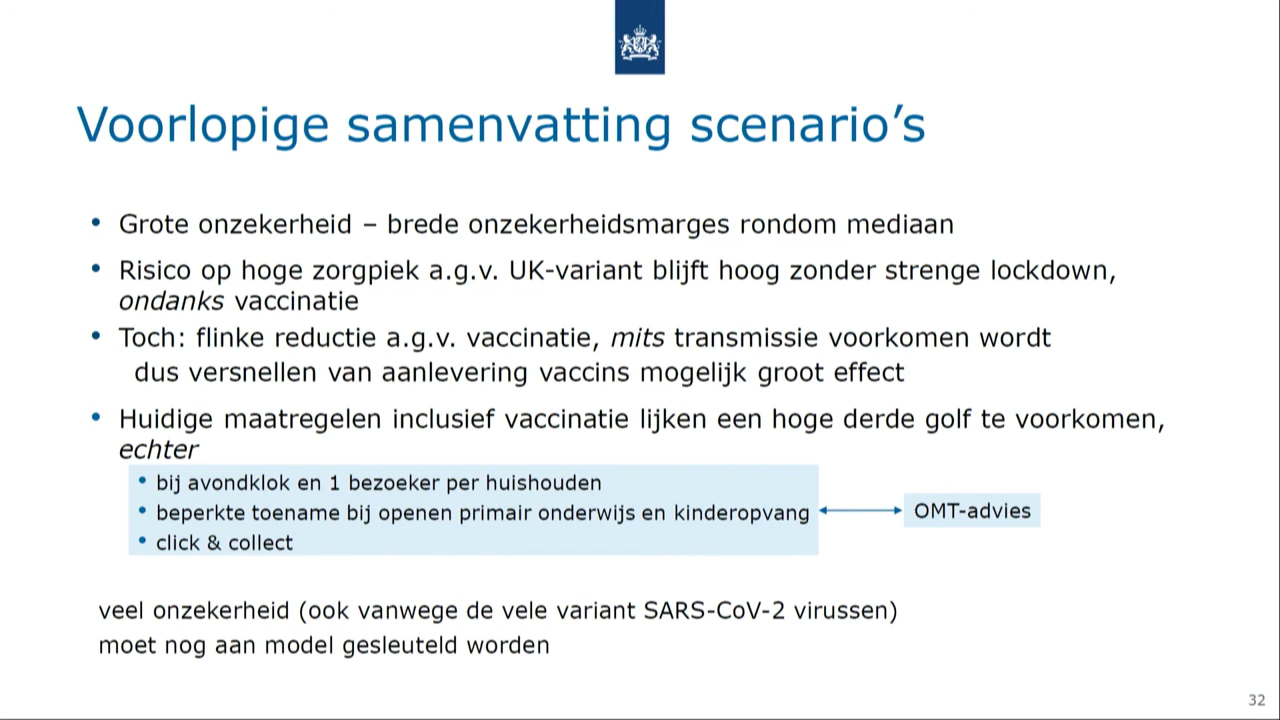 Voorlopige samenvatting scenario's
• Grote onzekerheid – brede onzekerheidsmarges rondom mediaan
• Risico op hoge zorgpiek a.g.v. UK-variant blijft hoog zonder strenge lockdown,
ondanks vaccinatie
• Toch: flinke reductie a.g.v. vaccinatie, mits transmissie voorkomen wordt
dus versnellen van aanlevering vaccins mogelijk groot effect
• Huidige maatregelen inclusief vaccinatie lijken een hoge derde golf te voorkomen,
echter
• bij avondklok en 1 bezoeker per huishouden
• beperkte toename bij openen primair onderwijs en kinderopvang
OMT-advies
• click & collect
veel onzekerheid (ook vanwege de vele variant SARS-CoV-2 virussen)
moet nog aan model gesleuteld worden
32